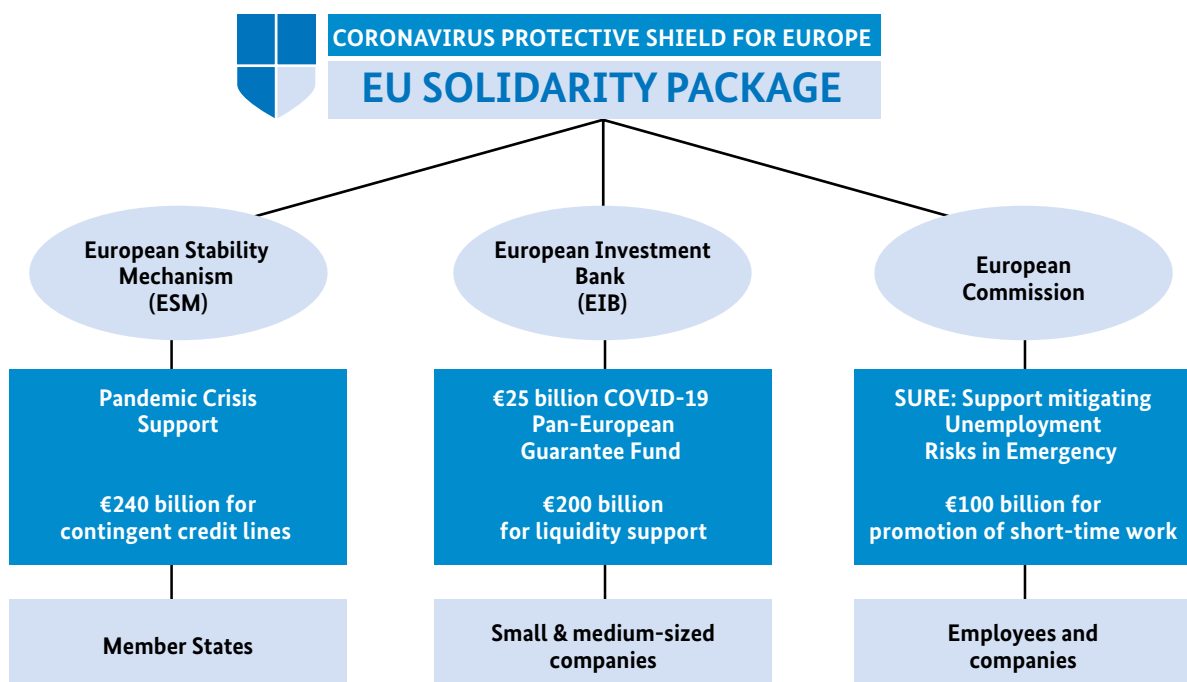 CORONAVIRUS PROTECTIVE SHIELD FOR EUROPE
EU SOLIDARITY PACKAGE
European Stability
Mechanism
(ESM)
Pandemic Crisis
Support
€240 billion for
contingent credit lines
Member States
European Investment
Bank
(EIB)
€25 billion COVID-19
Pan-European
Guarantee Fund
€200 billion
for liquidity support
Small & medium-sized
companies
European
Commission
SURE: Support mitigating
Unemployment
Risks in Emergency
€100 billion for
promotion of short-time work
Employees and
companies